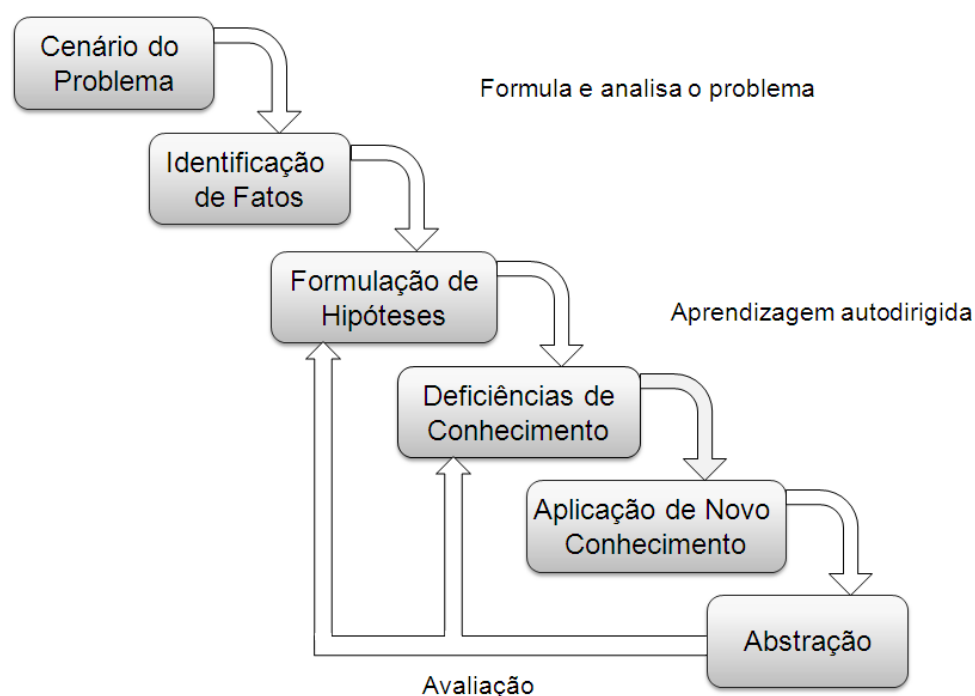 Cenário do
Problema
Formula e analisa o problema
Identificação
de Fatos
Formulação de
Hipóteses
Aprendizagem autodirigida
Deficiências de
Conhecimento
Aplicação de Novo
Conhecimento
Abstração
Avaliação